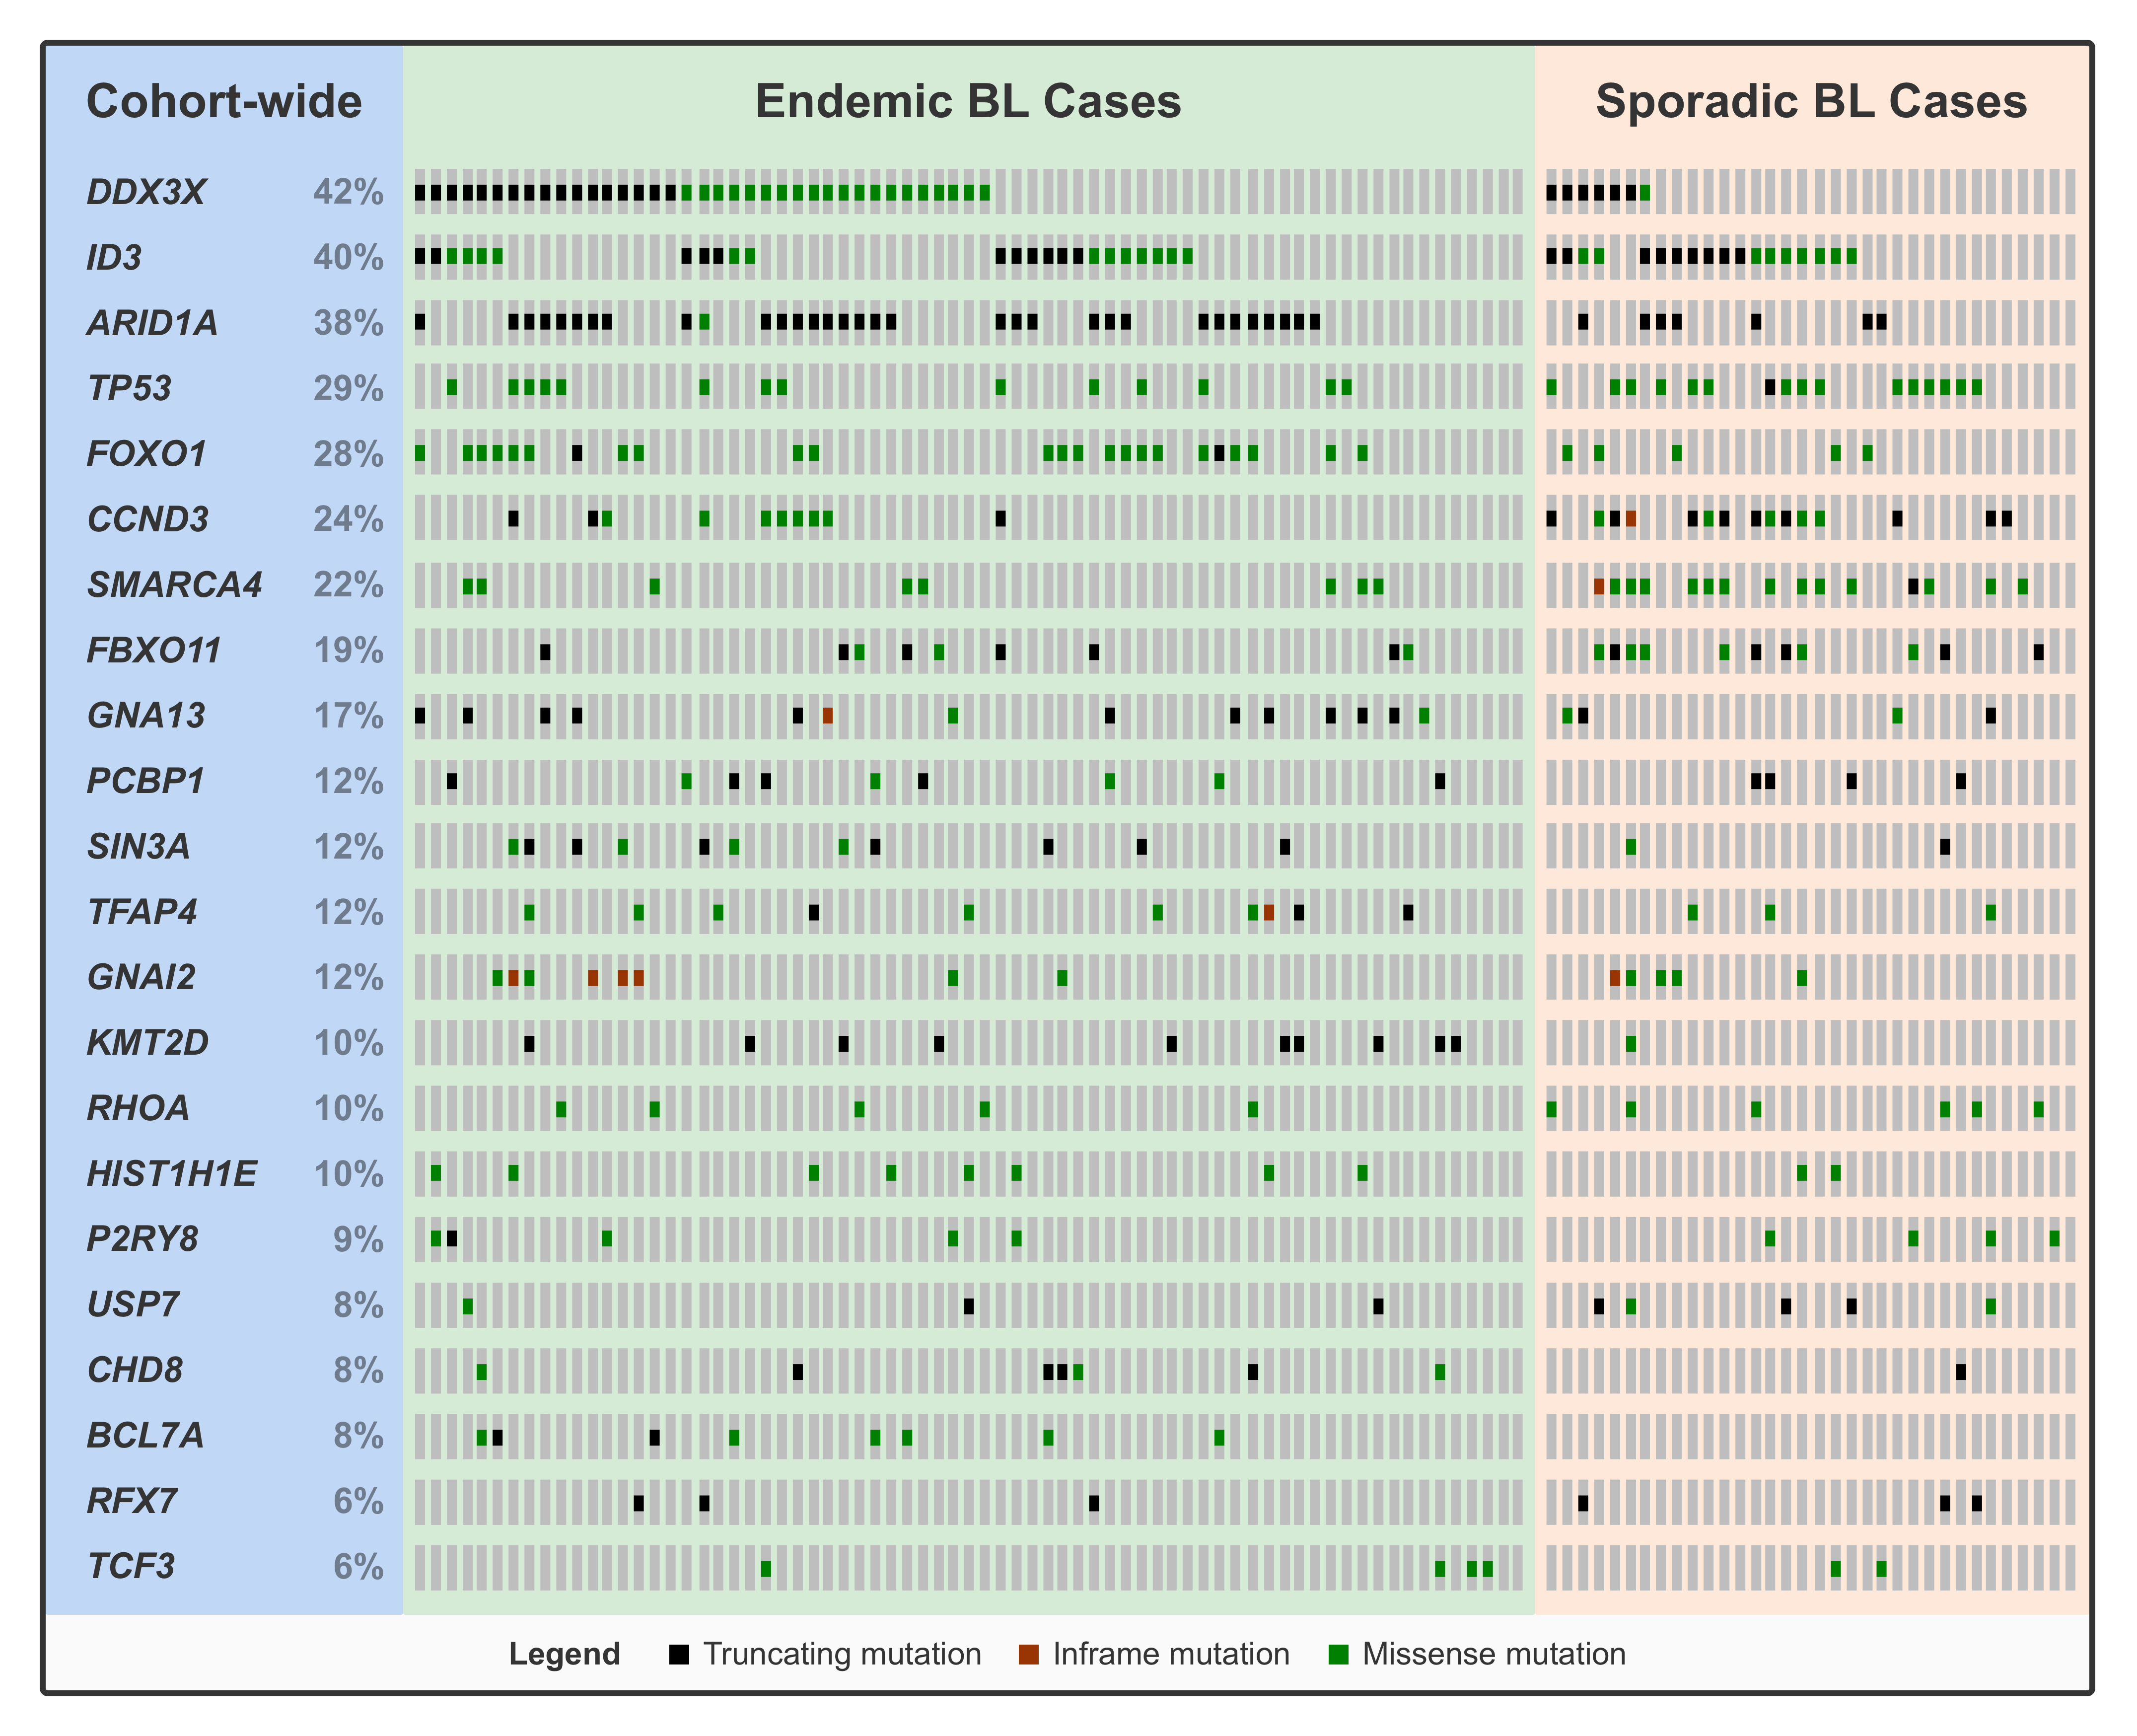 Cohort-wide Endemic BL Cases Sporadic BL Cases
DDX3X 42%
ID3 40%
ARID1A 38%
TP53 29%
FOXO1 28%
CCND3 24%
SMARCA4 22%
FBXO11 19%
GNA13 17%
PCBP1 12%
SIN3A 12%
TFAP4 12%
GNAI2 12%
KMT2D 10%
RHOA 10%
HIST1H1E 10%
P2RY8 9%
USP7 8%
CHD8 8%
BCL7A 8%
RFX7 6%
TCF3 6%
Legend Truncating mutation Inframe mutation Missense mutation